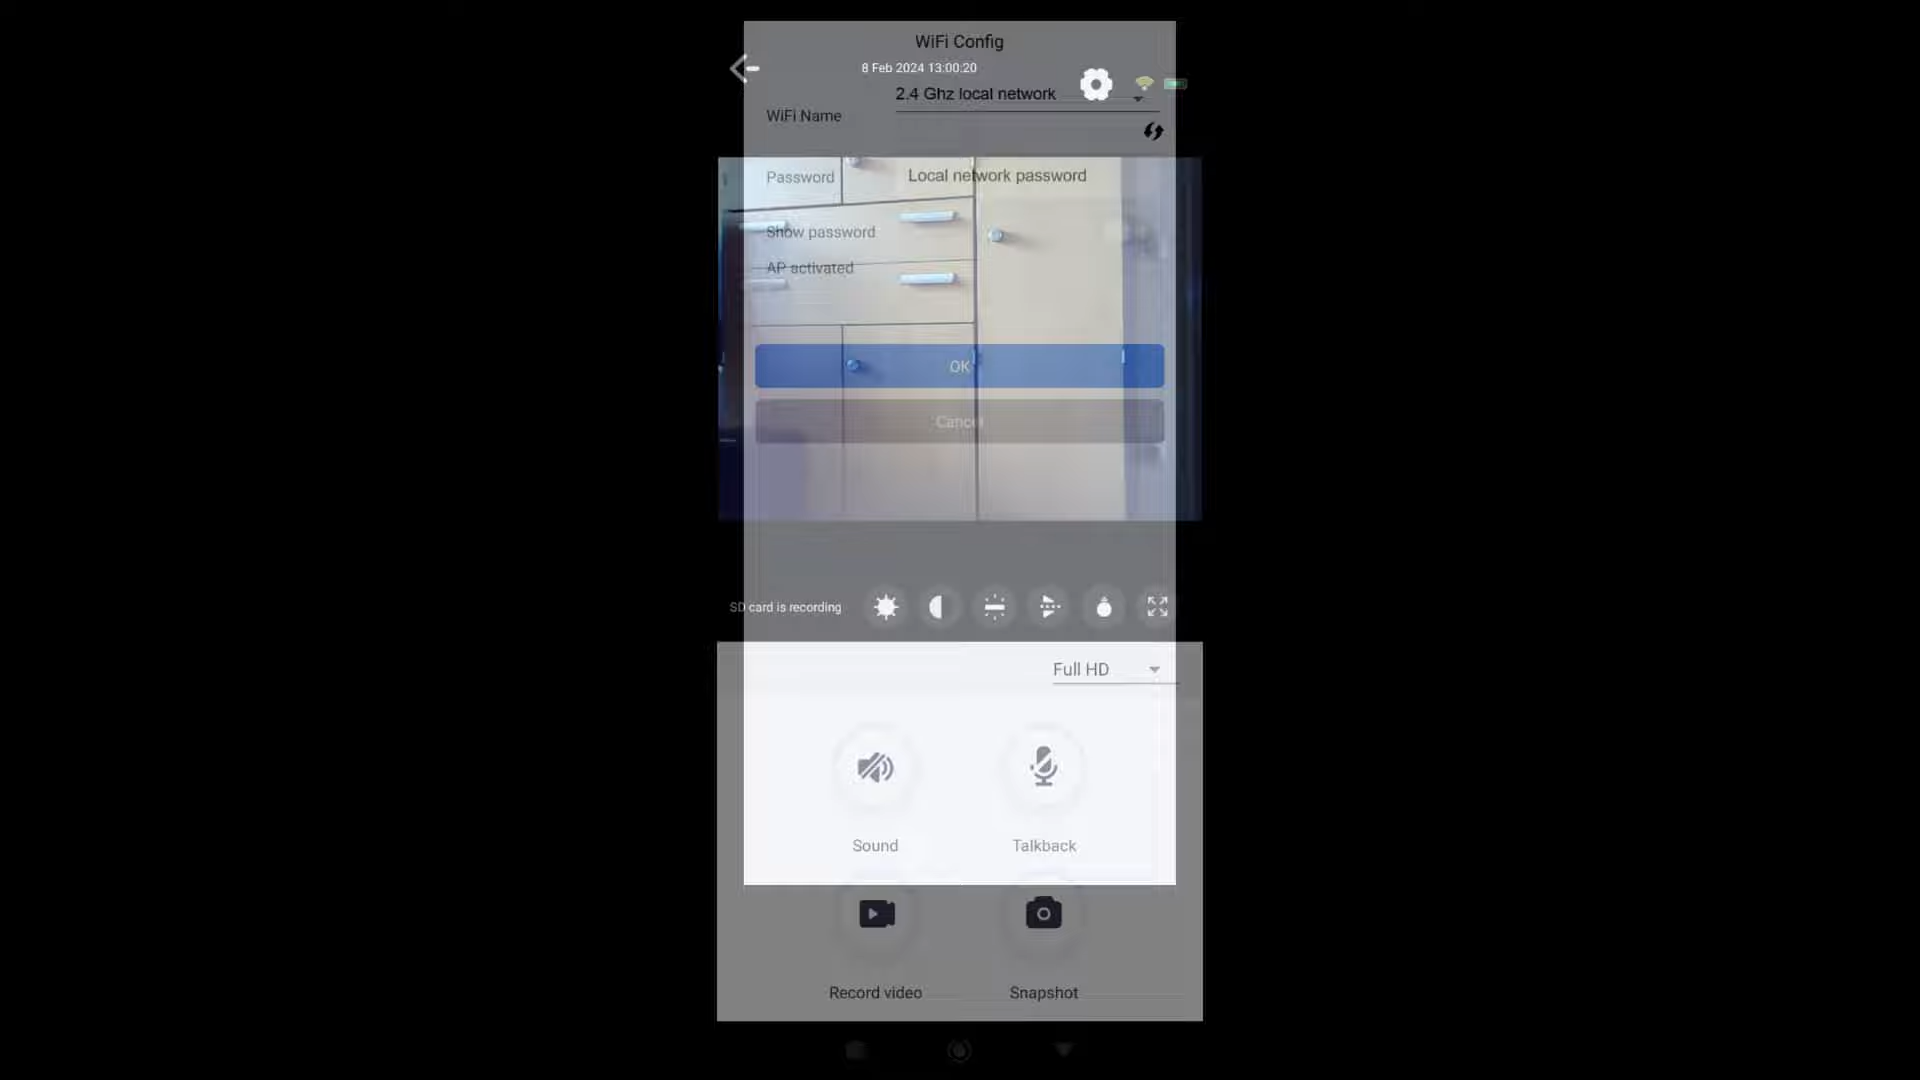 WiFi Config
8 Feb 2024 13:00:20
2.4 Ghz local network
WiFi Name
Password
Local network password
Show password
AP activated
OK
Cancel
SD card is recording
Full HD
Sound
Talkback
Record video
Snapshot